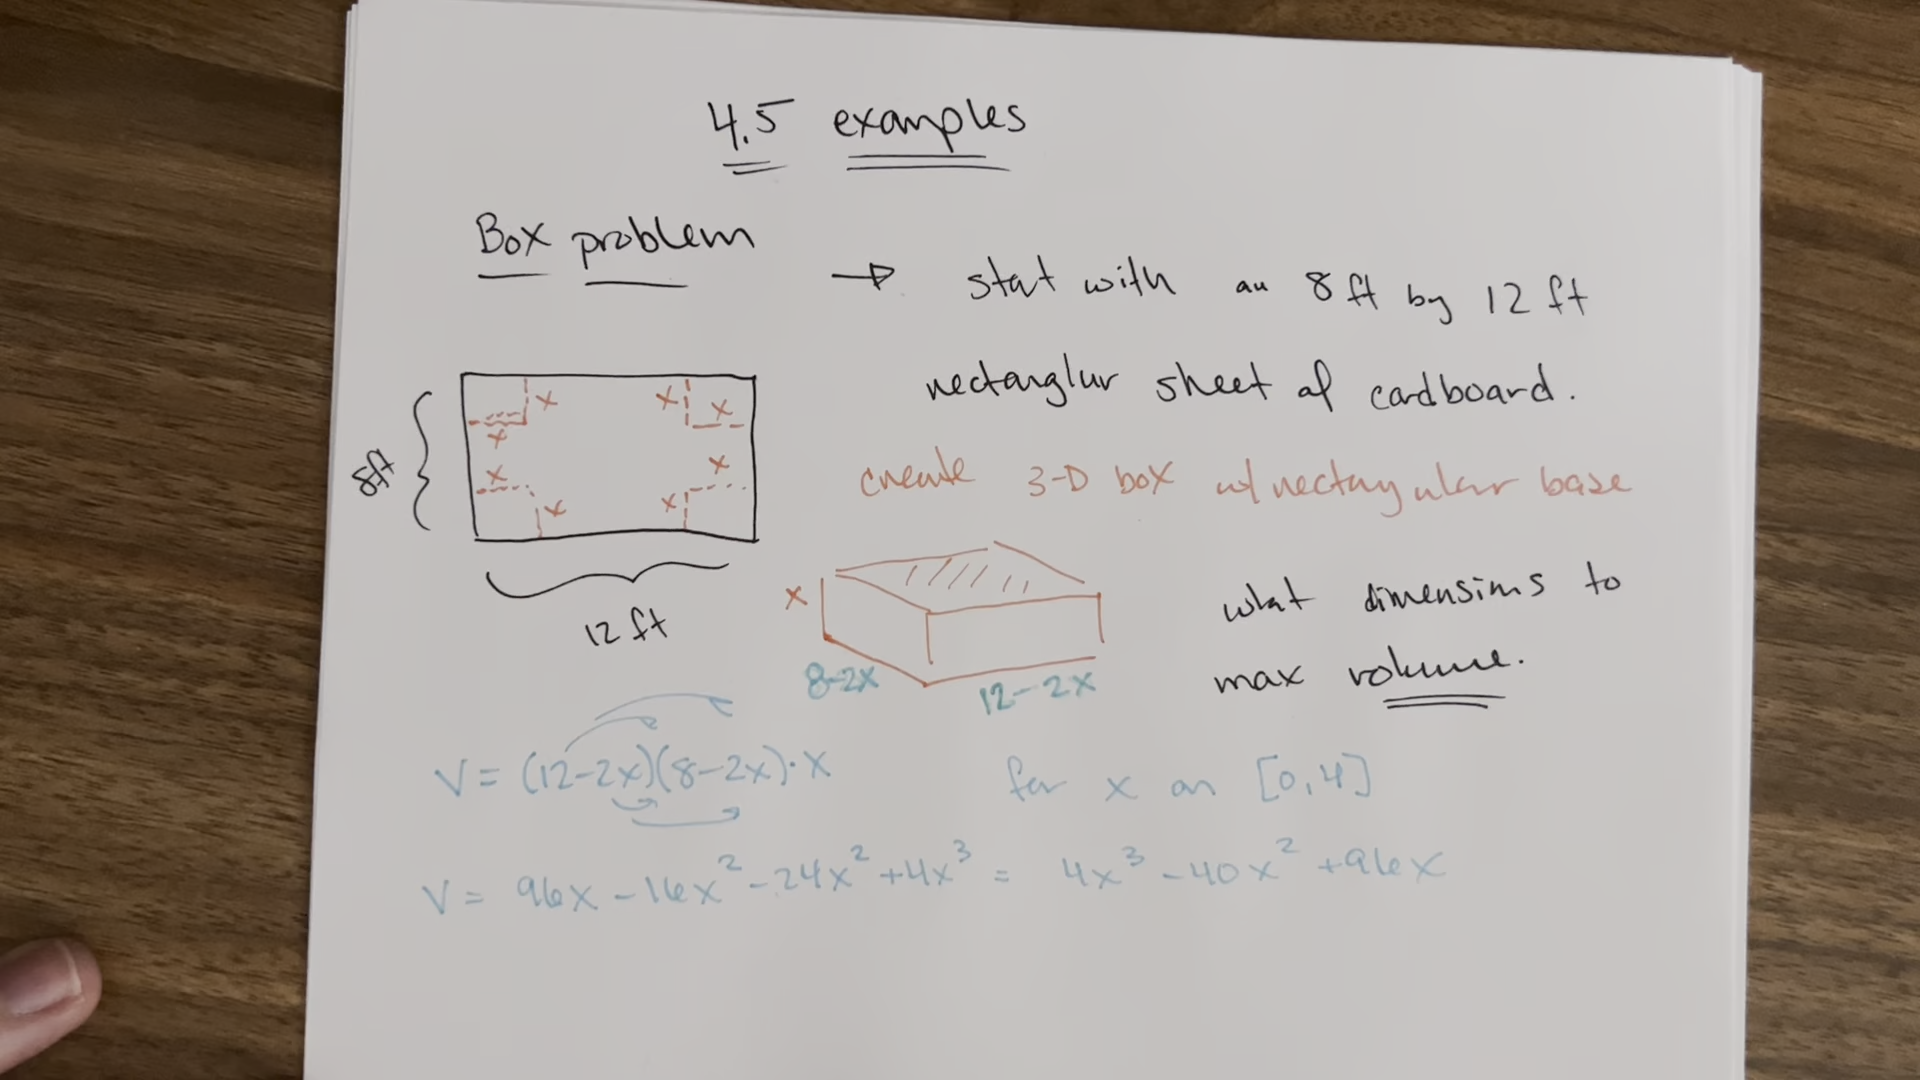 4.5 examples
Box problem
→ stat with an 8 ft by 12 ft
rectanglur sheet of cardboard.
create 3-D box w/ rectangular base
x x x
x
x x
x x
8ft
12 ft
x
8-2x
12-2x
what dimensions to
max volume.
V = (12-2x)(8-2x)·x for x on [0,4]
V = 96x - 16x² - 24x² + 4x³ = 4x³ - 40x² + 96x